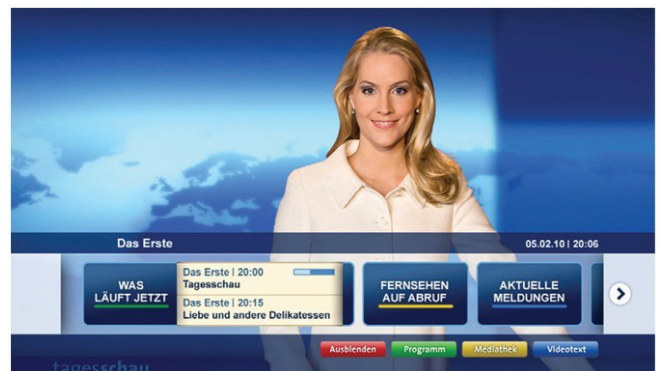 Das Erste
05.02.10 | 20:06
WAS
LÄUFT JETZT
Das Erste | 20:00
Tagesschau
Das Erste | 20:15
Liebe und andere Delikatessen
FERNSEHEN
AUF ABRUF
AKTUELLE
MELDUNGEN
Ausblenden
Programm
Mediathek
Videotext
tagesschau